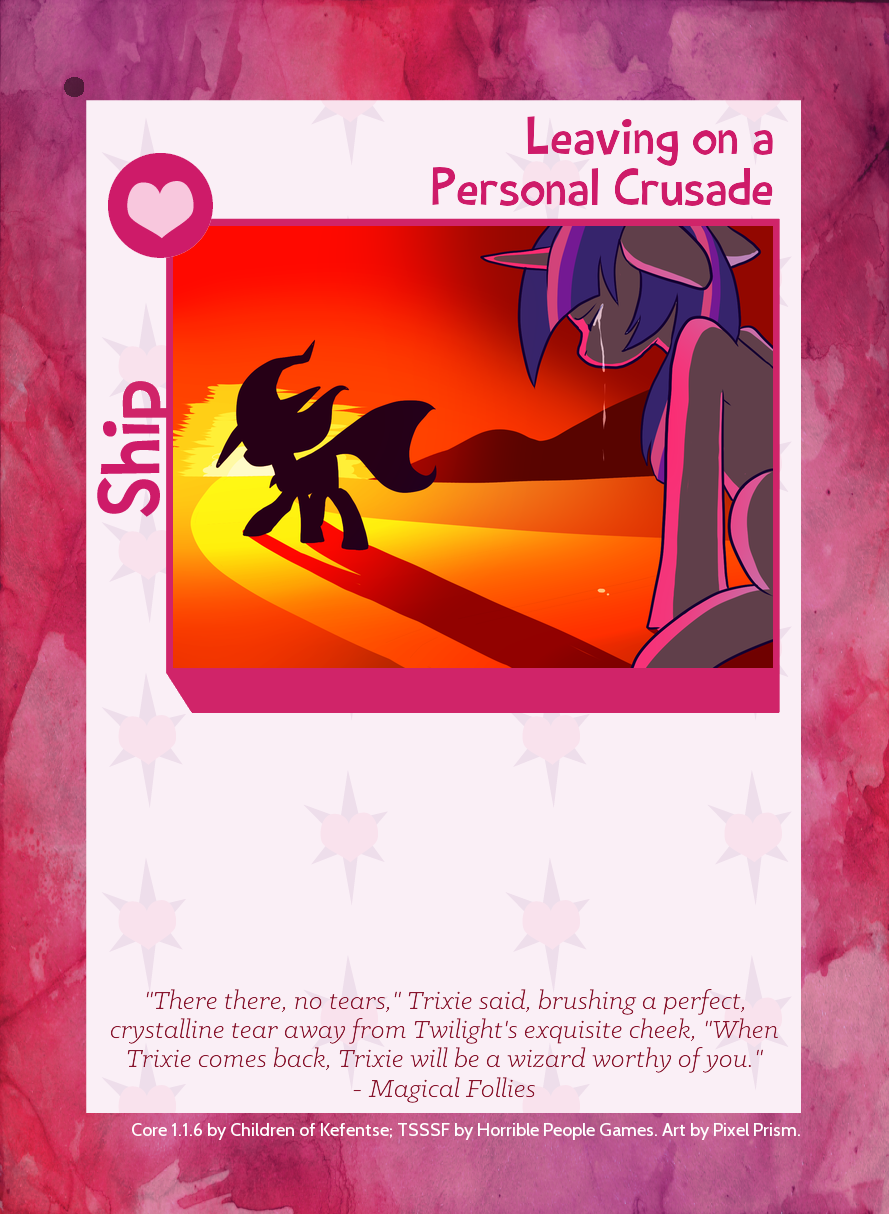 Leaving on a
Personal Crusade
Ship
"There there, no tears," Trixie said, brushing a perfect,
crystalline tear away from Twilight's exquisite cheek, "When
Trixie comes back, Trixie will be a wizard worthy of you."
- Magical Follies
Core 1.1.6 by Children of Kefentse; TSSSF by Horrible People Games. Art by Pixel Prism.